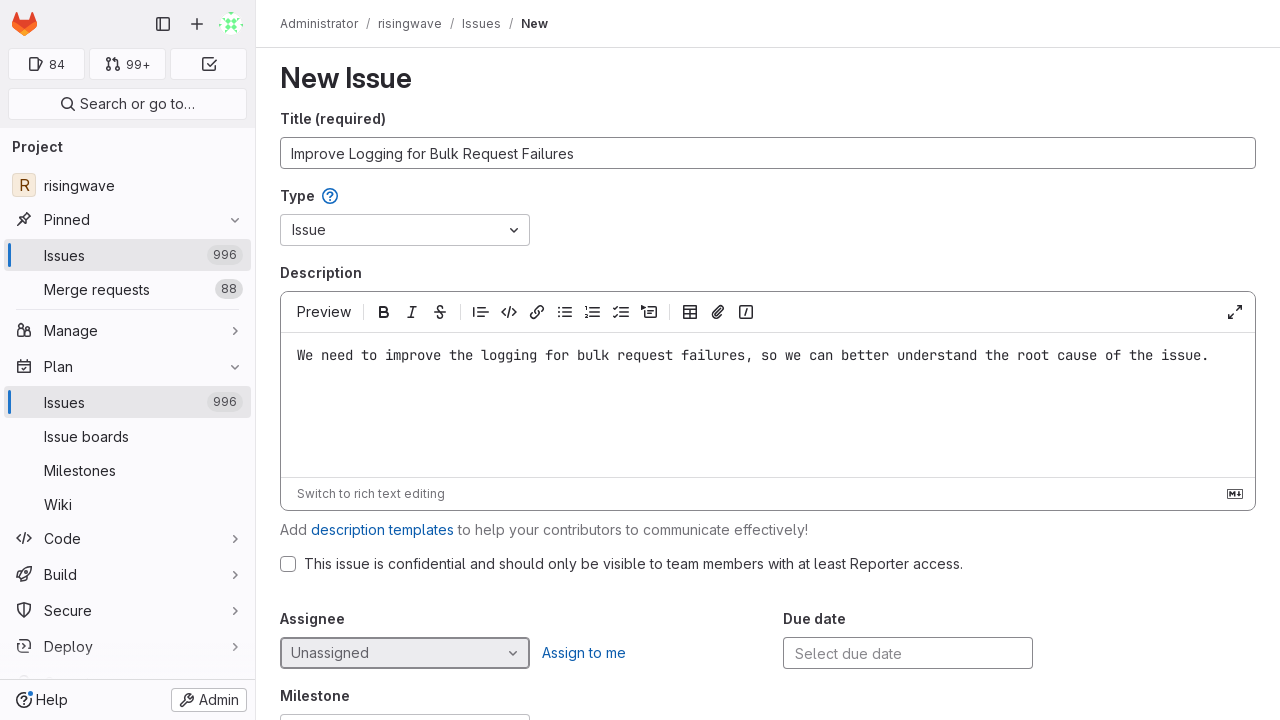 Administrator / risingwave / Issues / New
84
99+
Search or go to…
Project
R risingwave
Pinned
Issues 996
Merge requests 88
Manage
Plan
Issues 996
Issue boards
Milestones
Wiki
Code
Build
Secure
Deploy
Help
Admin
New Issue
Title (required)
Improve Logging for Bulk Request Failures
Type
Issue
Description
Preview
We need to improve the logging for bulk request failures, so we can better understand the root cause of the issue.
Switch to rich text editing
Add description templates to help your contributors to communicate effectively!
This issue is confidential and should only be visible to team members with at least Reporter access.
Assignee
Unassigned
Assign to me
Due date
Select due date
Milestone